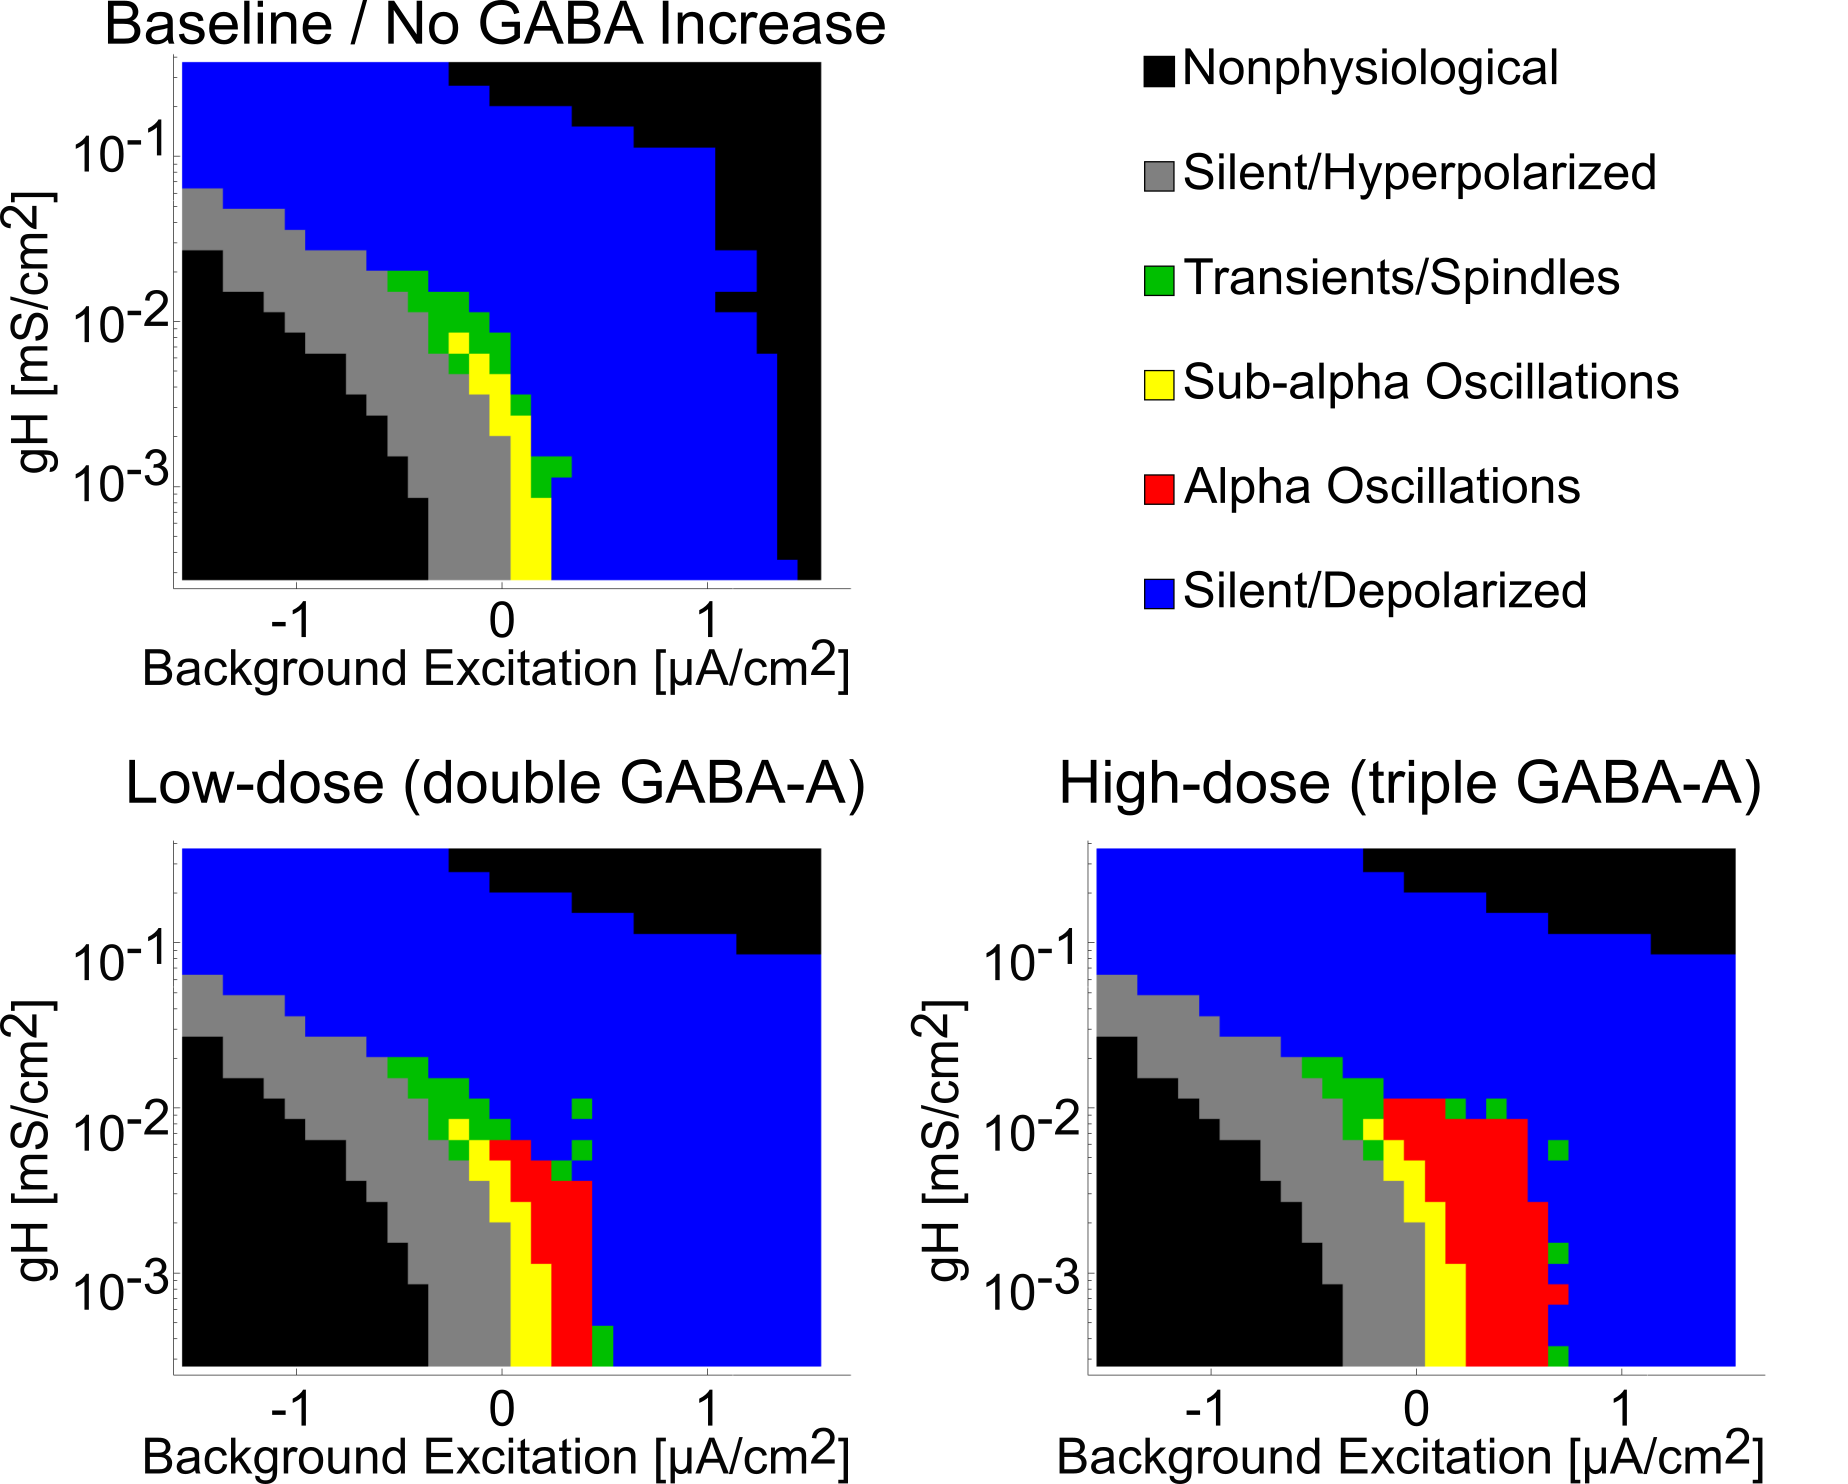 Baseline / No GABA Increase
10-1
10-2
10-3
gH [mS/cm2]
-1 0 1
Background Excitation [µA/cm2]
Nonphysiological
Silent/Hyperpolarized
Transients/Spindles
Sub-alpha Oscillations
Alpha Oscillations
Silent/Depolarized
Low-dose (double GABA-A)
10-1
10-2
10-3
gH [mS/cm2]
-1 0 1
Background Excitation [µA/cm2]
High-dose (triple GABA-A)
10-1
10-2
10-3
gH [mS/cm2]
-1 0 1
Background Excitation [µA/cm2]